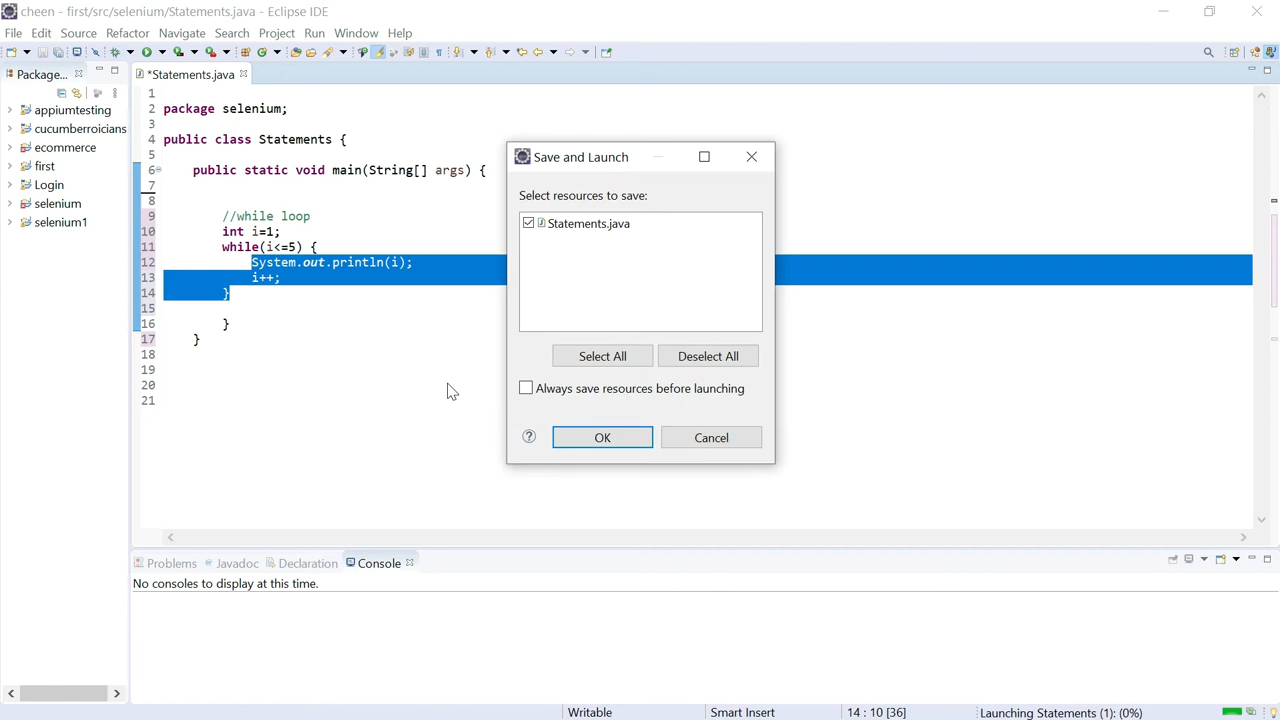 cheen - first/src/selenium/Statements.java - Eclipse IDE
File Edit Source Refactor Navigate Search Project Run Window Help
Package...
*Statements.java
appiumtesting
cucumberroicians
ecommerce
first
Login
selenium
selenium1
1
2 package selenium;
3
4 public class Statements {
5
6 public static void main(String[] args) {
7
8
9 //while loop
10 int i=1;
11 while(i<=5) {
12 System.out.println(i);
13 i++;
14 }
15
16 }
17 }
18
19
20
21
Save and Launch
Select resources to save:
Statements.java
Select All Deselect All
Always save resources before launching
? OK Cancel
Problems Javadoc Declaration Console
No consoles to display at this time.
Writable Smart Insert 14 : 10 [36] Launching Statements (1): (0%)